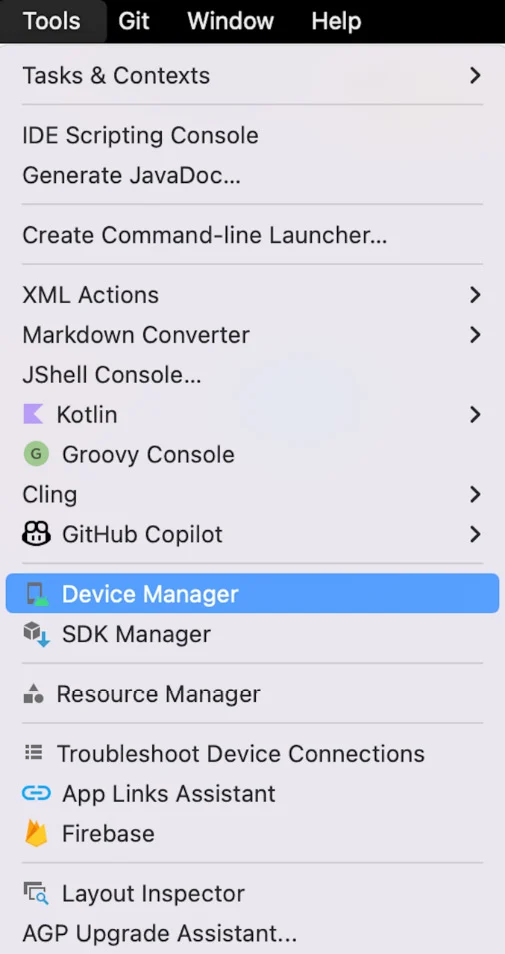 Tools Git Window Help
Tasks & Contexts
IDE Scripting Console
Generate JavaDoc...
Create Command-line Launcher...
XML Actions
Markdown Converter
JShell Console...
Kotlin
G Groovy Console
Cling
GitHub Copilot
Device Manager
SDK Manager
Resource Manager
Troubleshoot Device Connections
App Links Assistant
Firebase
Layout Inspector
AGP Upgrade Assistant...